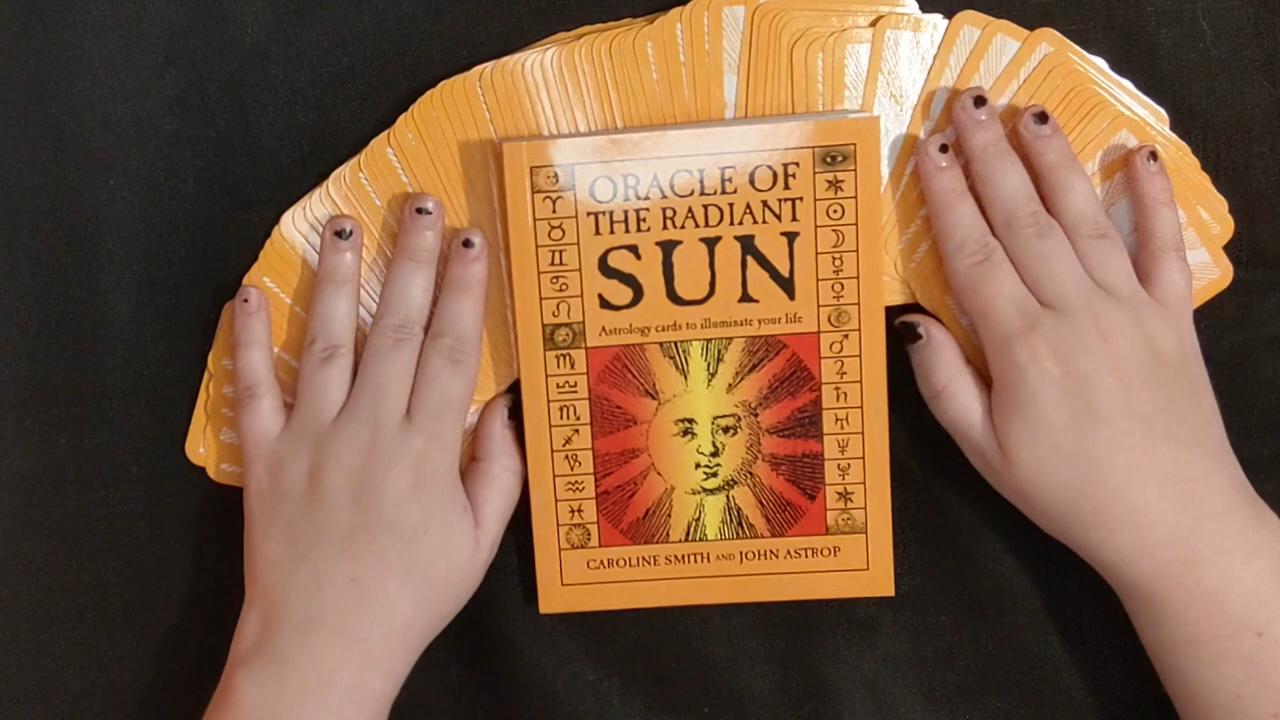 ORACLE OF
THE RADIANT
SUN
Astrology cards to illuminate your life
CAROLINE SMITH AND JOHN ASTROP